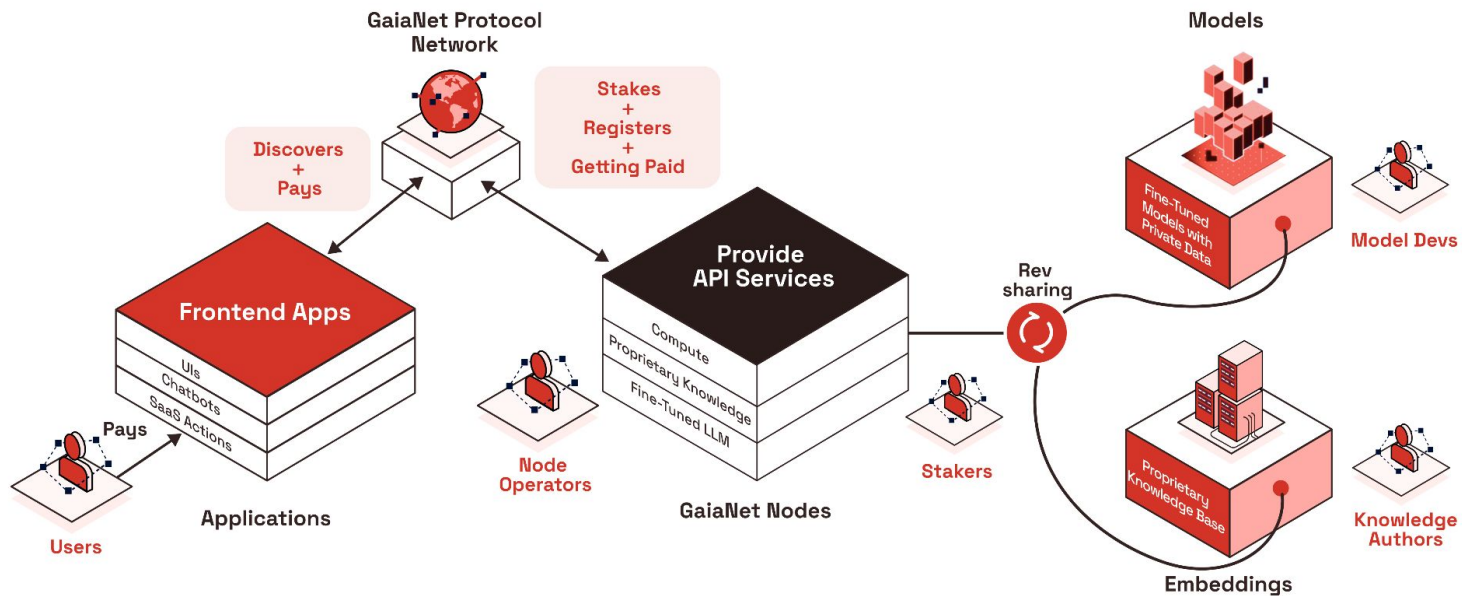 GaiaNet Protocol
Network
Discovers
+
Pays
Stakes
+
Registers
+
Getting Paid
Frontend Apps
UIs
Chatbots
SaaS Actions
Pays
Users
Applications
Provide
API Services
Compute
Proprietary Knowledge
Fine-Tuned LLM
Node
Operators
GaiaNet Nodes
Stakers
Rev
sharing
Models
Fine-Tuned
Models with
Private Data
Model Devs
Proprietary
Knowledge Base
Knowledge
Authors
Embeddings